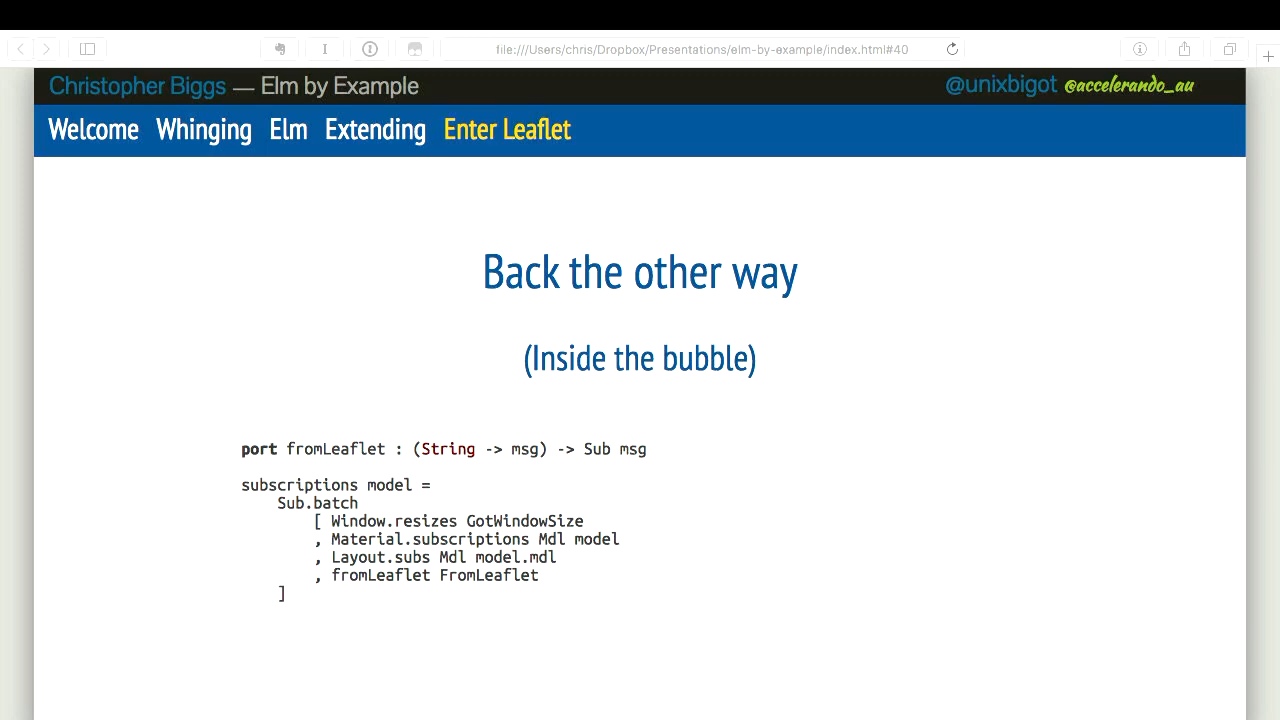 file:///Users/chris/Dropbox/Presentations/elm-by-example/index.html#40
Christopher Biggs — Elm by Example
@unixbigot @accelerando_au
Welcome Whinging Elm Extending Enter Leaflet
Back the other way
(Inside the bubble)
port fromLeaflet : (String -> msg) -> Sub msg
subscriptions model =
    Sub.batch
        [ Window.resizes GotWindowSize
        , Material.subscriptions Mdl model
        , Layout.subs Mdl model.mdl
        , fromLeaflet FromLeaflet
    ]